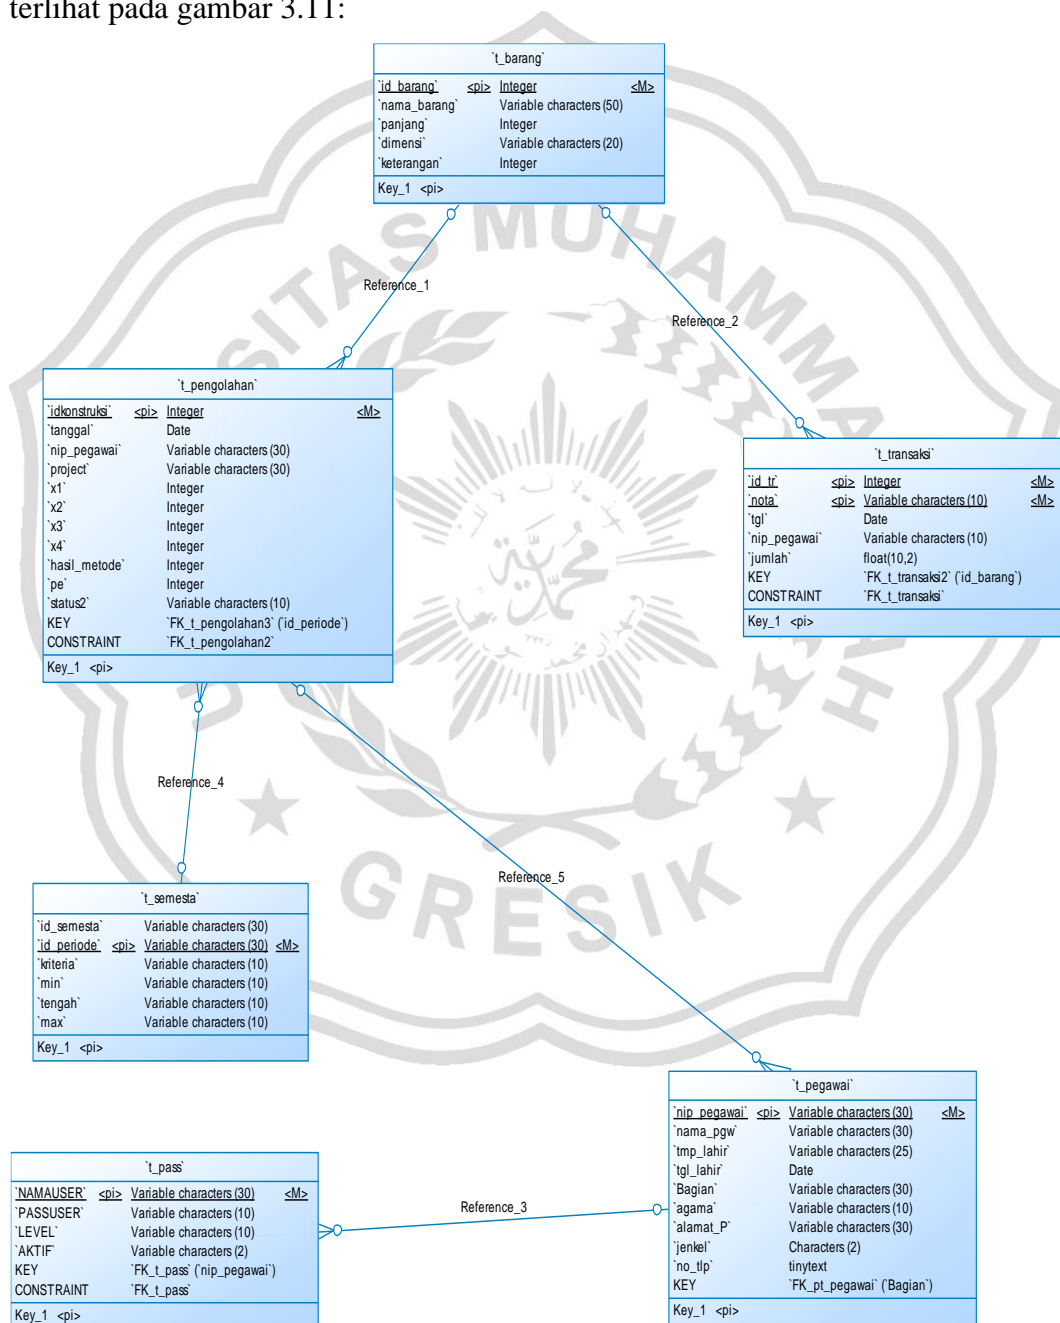 terlihat pada gambar 3.11:
`t_barang`
`id_barang` <pi> Integer <M>
`nama_barang` Variable characters (50)
`panjang` Integer
`dimensi` Variable characters (20)
`keterangan` Integer
Key_1 <pi>
Reference_1
Reference_2
`t_pengolahan`
`idkonstruksi` <pi> Integer <M>
`tanggal` Date
`nip_pegawai` Variable characters (30)
`project` Variable characters (30)
`x1` Integer
`x2` Integer
`x3` Integer
`x4` Integer
`hasil_metode` Integer
`pe` Integer
`status2` Variable characters (10)
KEY `FK_t_pengolahan3` (`id_periode`)
CONSTRAINT `FK_t_pengolahan2`
Key_1 <pi>
`t_transaksi`
`id_tr` <pi> Integer <M>
`nota` <pi> Variable characters (10) <M>
`tgl` Date
`nip_pegawai` Variable characters (10)
`jumlah` float(10,2)
KEY `FK_t_transaksi2` (`id_barang`)
CONSTRAINT `FK_t_transaksi`
Key_1 <pi>
Reference_4
Reference_5
`t_semesta`
`id_semesta` Variable characters (30)
`id_periode` <pi> Variable characters (30) <M>
`kriteria` Variable characters (10)
`min` Variable characters (10)
`tengah` Variable characters (10)
`max` Variable characters (10)
Key_1 <pi>
`t_pegawai`
`nip_pegawai` <pi> Variable characters (30) <M>
`nama_pgw` Variable characters (30)
`tmp_lahir` Variable characters (25)
`tgl_lahir` Date
`Bagian` Variable characters (30)
`agama` Variable characters (10)
`alamat_P` Variable characters (30)
`jenkel` Characters (2)
`no_tlp` tinytext
KEY `FK_pt_pegawai` (`Bagian`)
Key_1 <pi>
Reference_3
`t_pass`
`NAMAUSER` <pi> Variable characters (30) <M>
`PASSUSER` Variable characters (10)
`LEVEL` Variable characters (10)
`AKTIF` Variable characters (2)
KEY `FK_t_pass` (`nip_pegawai`)
CONSTRAINT `FK_t_pass`
Key_1 <pi>
SITAS MUHAMMA
H
GRESIK